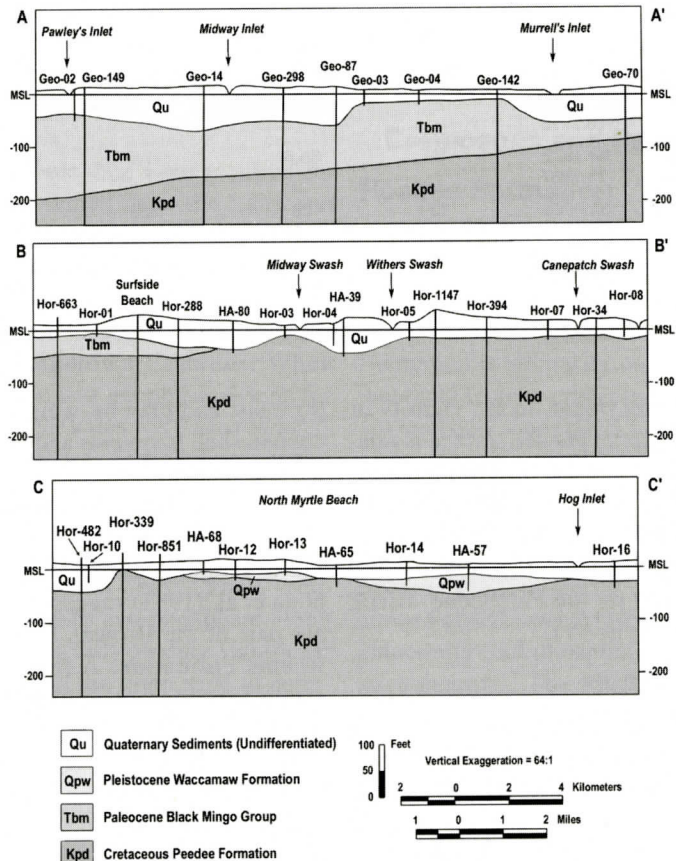 A A'
Pawley's Inlet Midway Inlet Murrell's Inlet
Geo-02 Geo-149 Geo-14 Geo-298 Geo-87 Geo-03 Geo-04 Geo-142 Geo-70
MSL MSL
Qu Qu
Tbm Tbm
-100 -100
Kpd Kpd
-200 -200
B B'
Midway Swash Withers Swash Canepatch Swash
Hor-663 Hor-01 Surfside Beach Hor-288 HA-80 Hor-03 Hor-04 HA-39 Hor-05 Hor-1147 Hor-394 Hor-07 Hor-34 Hor-08
MSL Qu MSL
Tbm Qu
-100 -100
Kpd Kpd
-200 -200
C C'
North Myrtle Beach Hog Inlet
Hor-482 Hor-10 Hor-339 Hor-851 HA-68 Hor-12 Hor-13 HA-65 Hor-14 HA-57 Hor-16
MSL MSL
Qu Qpw Qpw
-100 -100
Kpd
-200 -200
Qu Quaternary Sediments (Undifferentiated)
Qpw Pleistocene Waccamaw Formation
Tbm Paleocene Black Mingo Group
Kpd Cretaceous Peedee Formation
100 Feet
50
0
Vertical Exaggeration = 64:1
2 0 2 4 Kilometers
1 0 1 2 Miles